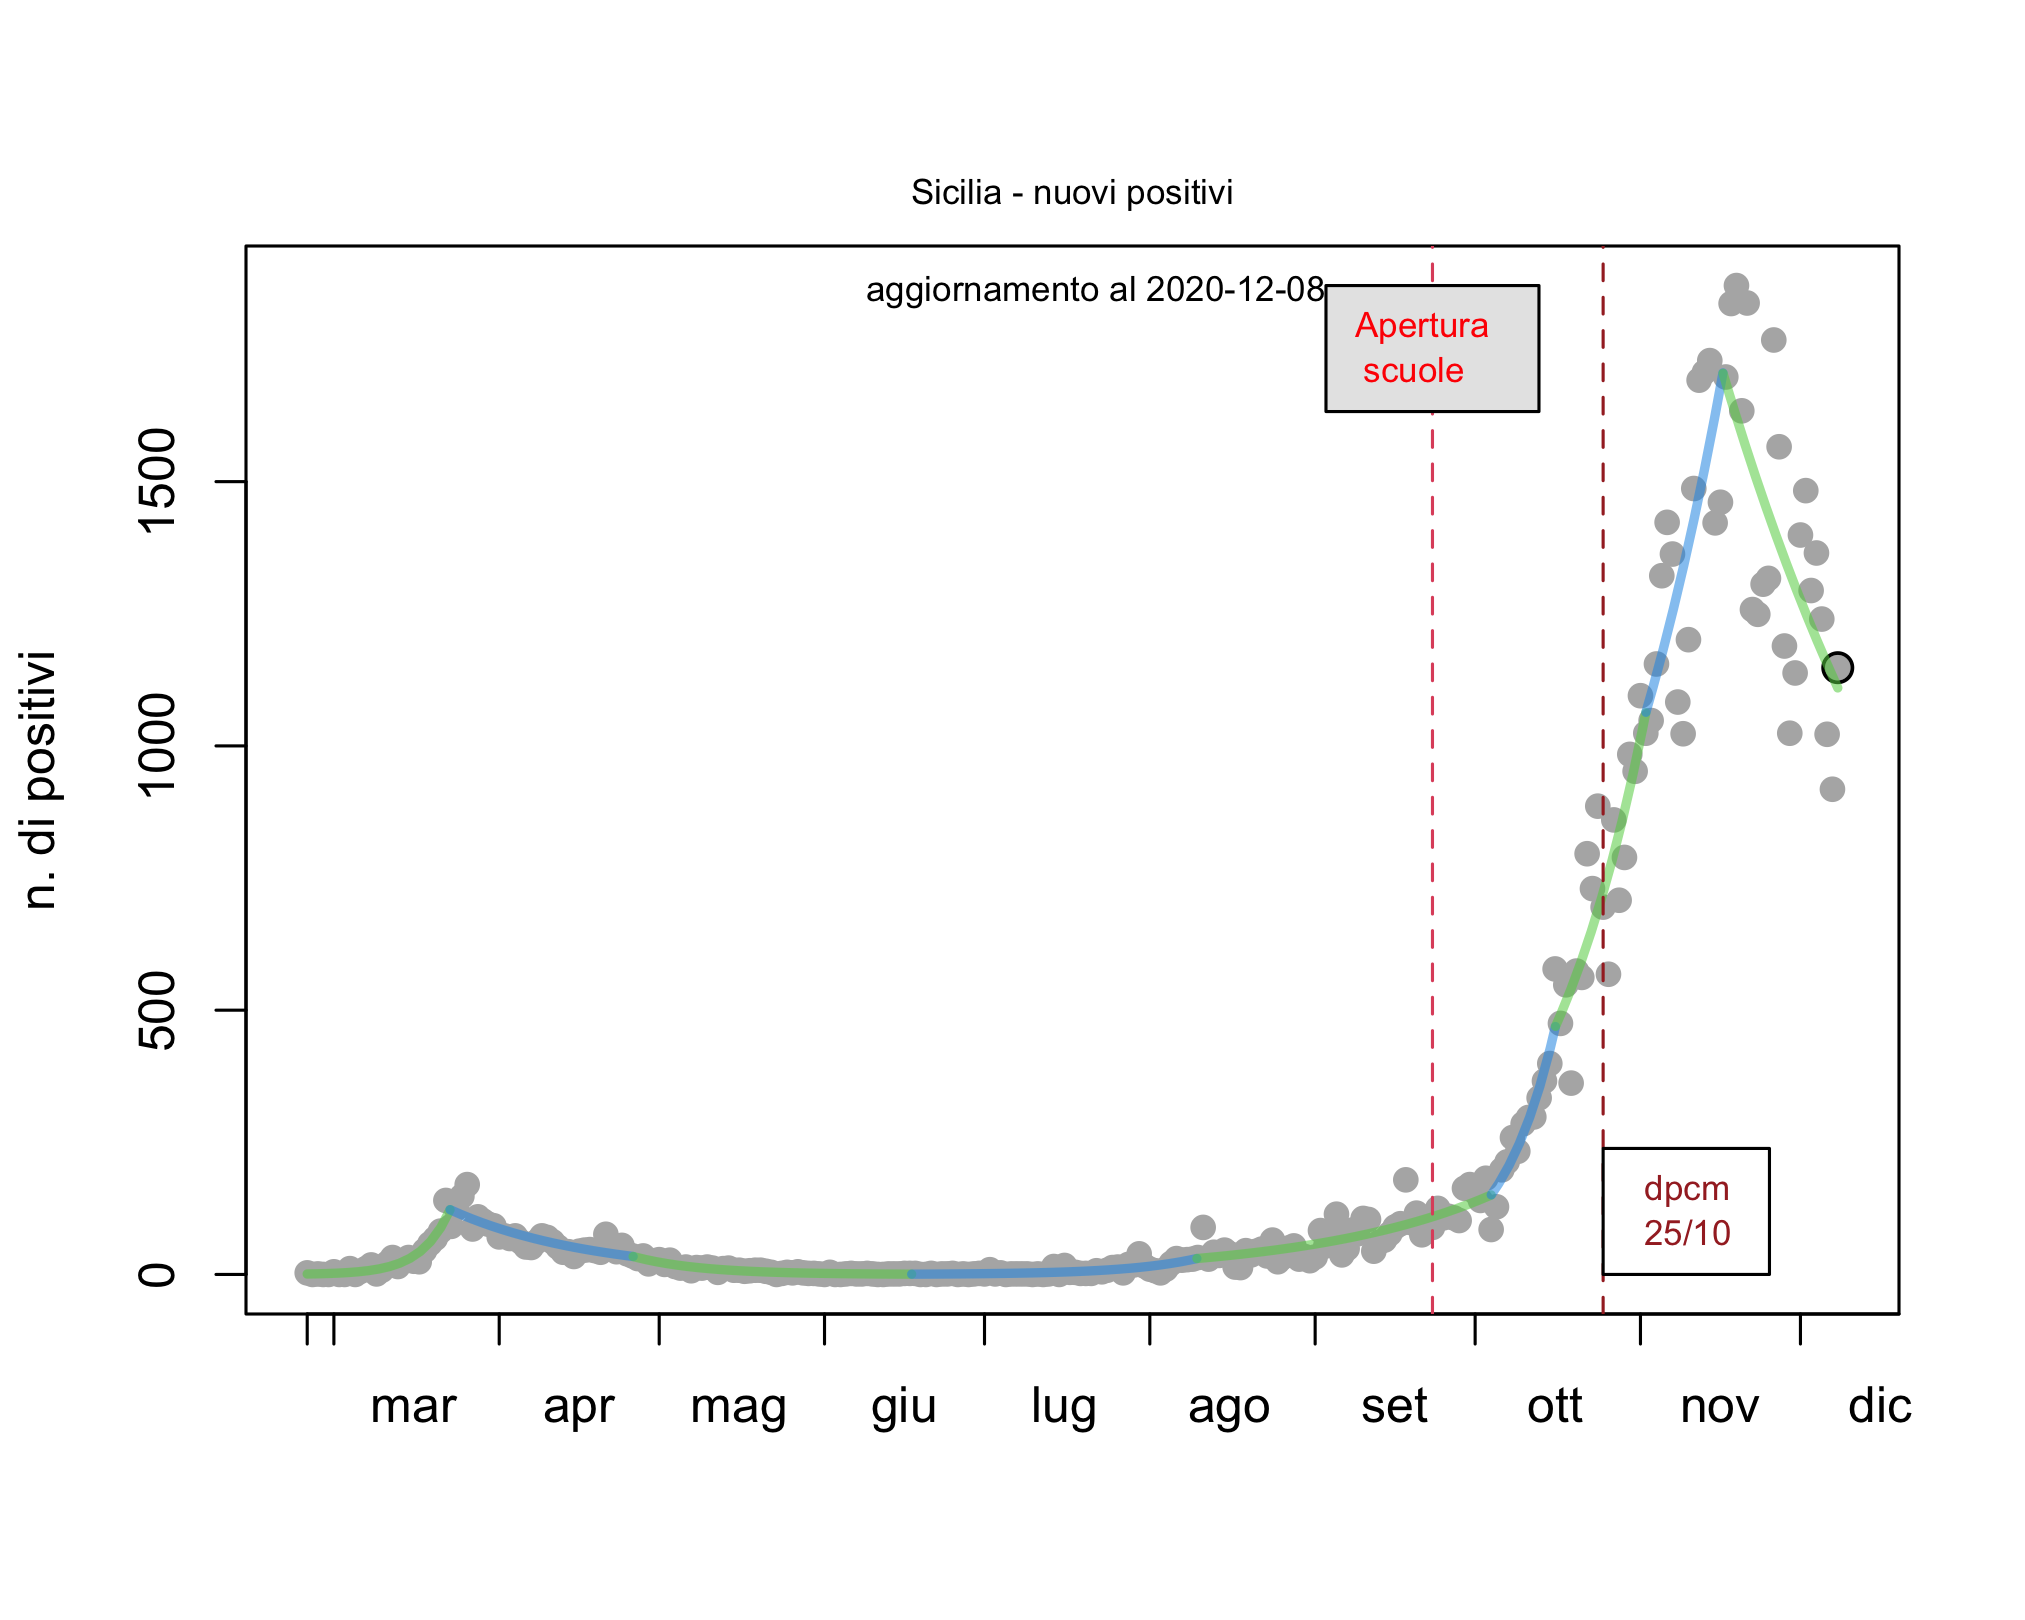 Sicilia - nuovi positivi
aggiornamento al 2020-12-08
Apertura
scuole
n. di positivi
1500
1000
500
0
dpcm
25/10
mar apr mag giu lug ago set ott nov dic